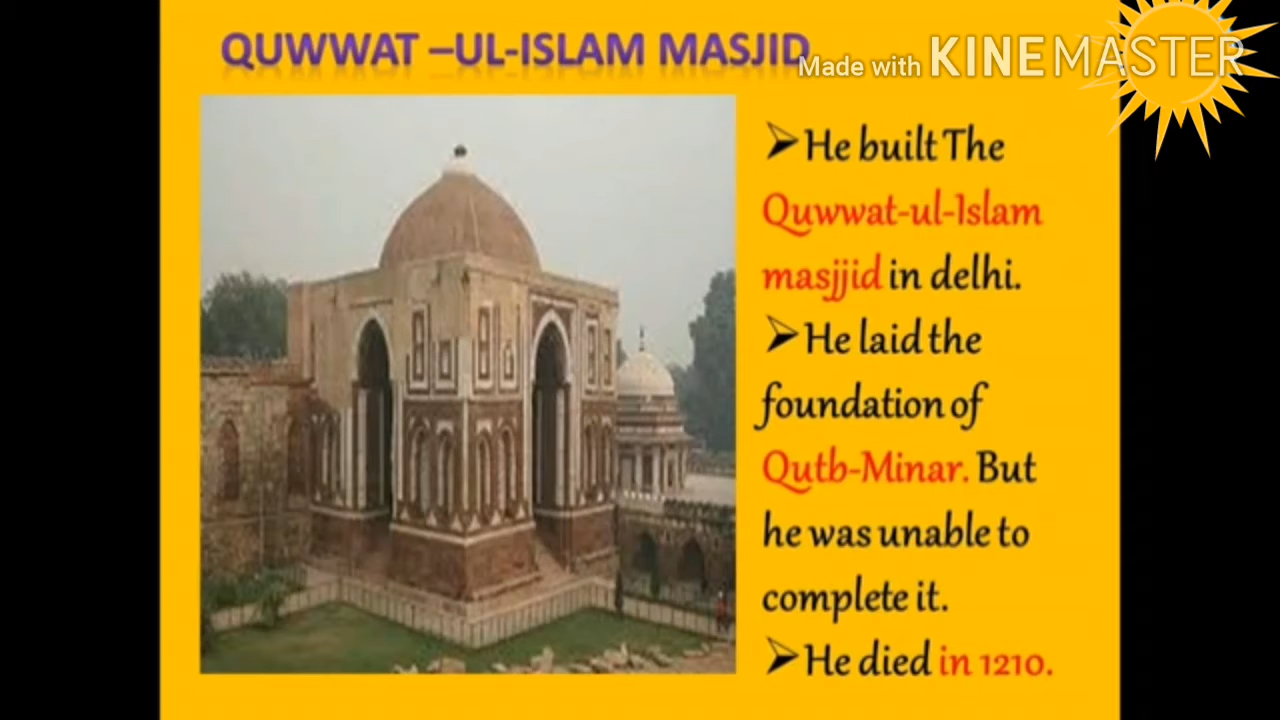 QUWWAT –UL-ISLAM MASJID
Made with KINEMASTER
➢He built The
Quwwat-ul-Islam
masjjid in delhi.
➢He laid the
foundation of
Qutb-Minar. But
he was unable to
complete it.
➢He died in 1210.